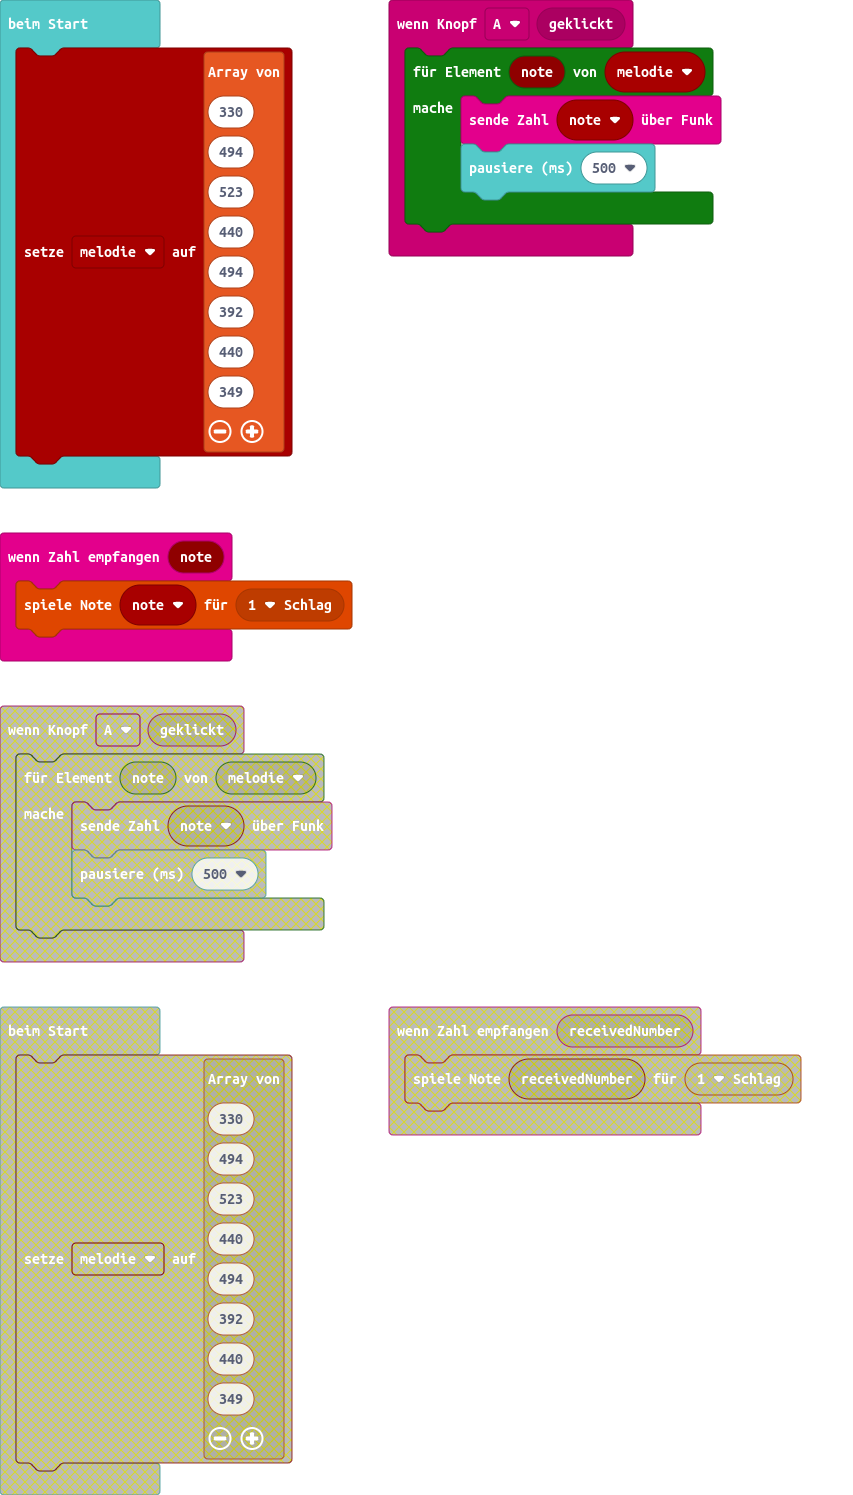 beim Start
setze melodie auf
Array von
330
494
523
440
494
392
440
349
wenn Knopf A geklickt
für Element note von melodie
mache
sende Zahl note über Funk
pausiere (ms) 500
wenn Zahl empfangen note
spiele Note note für 1 Schlag
wenn Knopf A geklickt
für Element note von melodie
mache
sende Zahl note über Funk
pausiere (ms) 500
beim Start
setze melodie auf
Array von
330
494
523
440
494
392
440
349
wenn Zahl empfangen receivedNumber
spiele Note receivedNumber für 1 Schlag